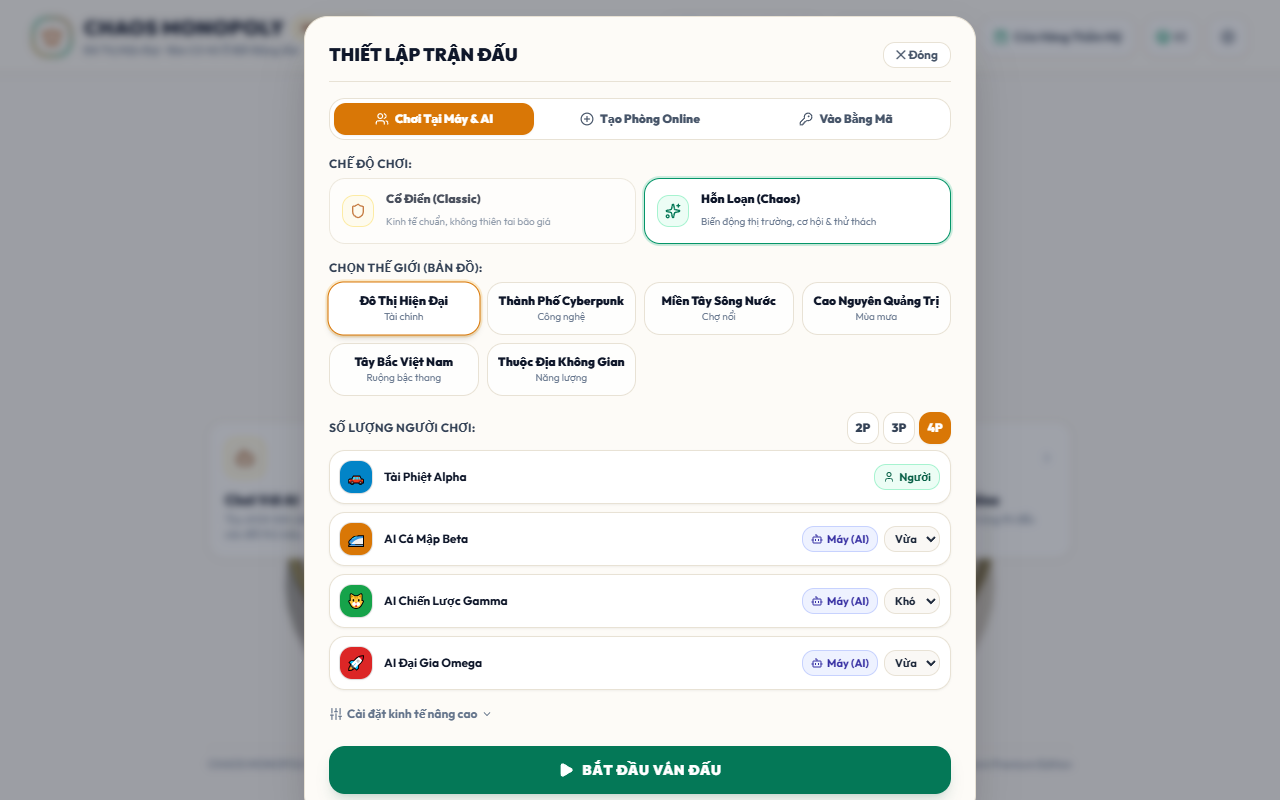 CHAOS MONOPOLY
THIẾT LẬP TRẬN ĐẤU
Đóng
Chơi Tại Máy & AI
Tạo Phòng Online
Vào Bằng Mã
CHẾ ĐỘ CHƠI:
Cổ Điển (Classic)
Kinh tế chuẩn, không thiên tai bão giá
Hỗn Loạn (Chaos)
Biến động thị trường, cơ hội & thử thách
CHỌN THẾ GIỚI (BẢN ĐỒ):
Đô Thị Hiện Đại
Tài chính
Thành Phố Cyberpunk
Công nghệ
Miền Tây Sông Nước
Chợ nổi
Cao Nguyên Quảng Trị
Mùa mưa
Tây Bắc Việt Nam
Ruộng bậc thang
Thuộc Địa Không Gian
Năng lượng
SỐ LƯỢNG NGƯỜI CHƠI:
2P
3P
4P
Tài Phiệt Alpha
Người
AI Cá Mập Beta
Máy (AI)
Vừa
AI Chiến Lược Gamma
Máy (AI)
Khó
AI Đại Gia Omega
Máy (AI)
Vừa
Cài đặt kinh tế nâng cao
BẮT ĐẦU VÁN ĐẤU